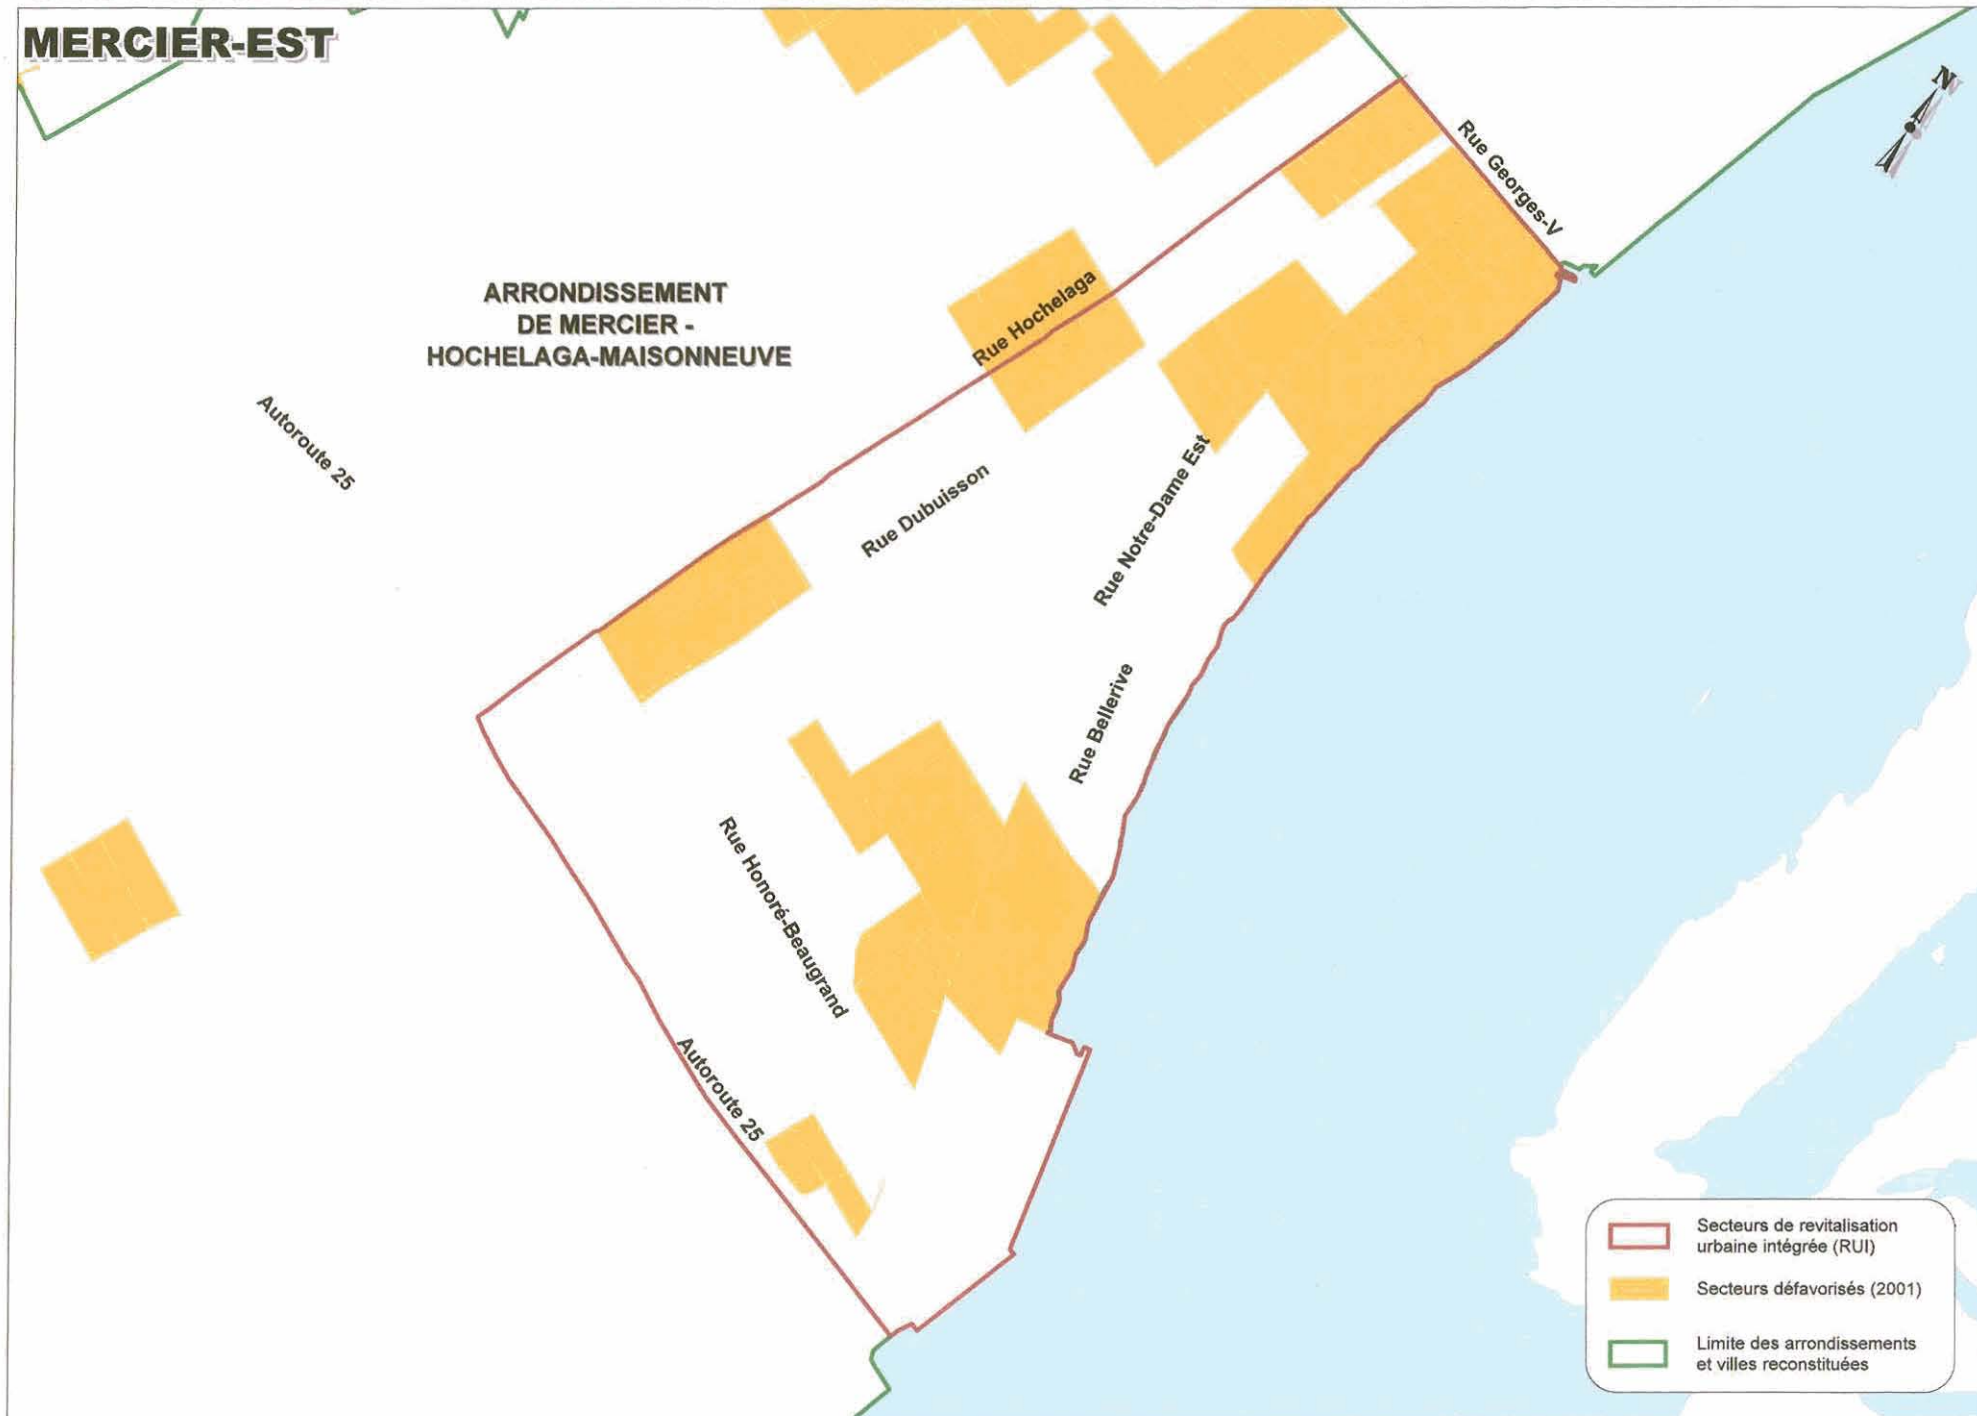 MERCIER-EST
N
Rue Georges-V
ARRONDISSEMENT
DE MERCIER -
HOCHELAGA-MAISONNEUVE
Rue Hochelaga
Autoroute 25
Rue Dubuisson
Rue Notre-Dame Est
Rue Bellerive
Rue Honoré-Beaugrand
Autoroute 25
Secteurs de revitalisation
urbaine intégrée (RUI)
Secteurs défavorisés (2001)
Limite des arrondissements
et villes reconstituées